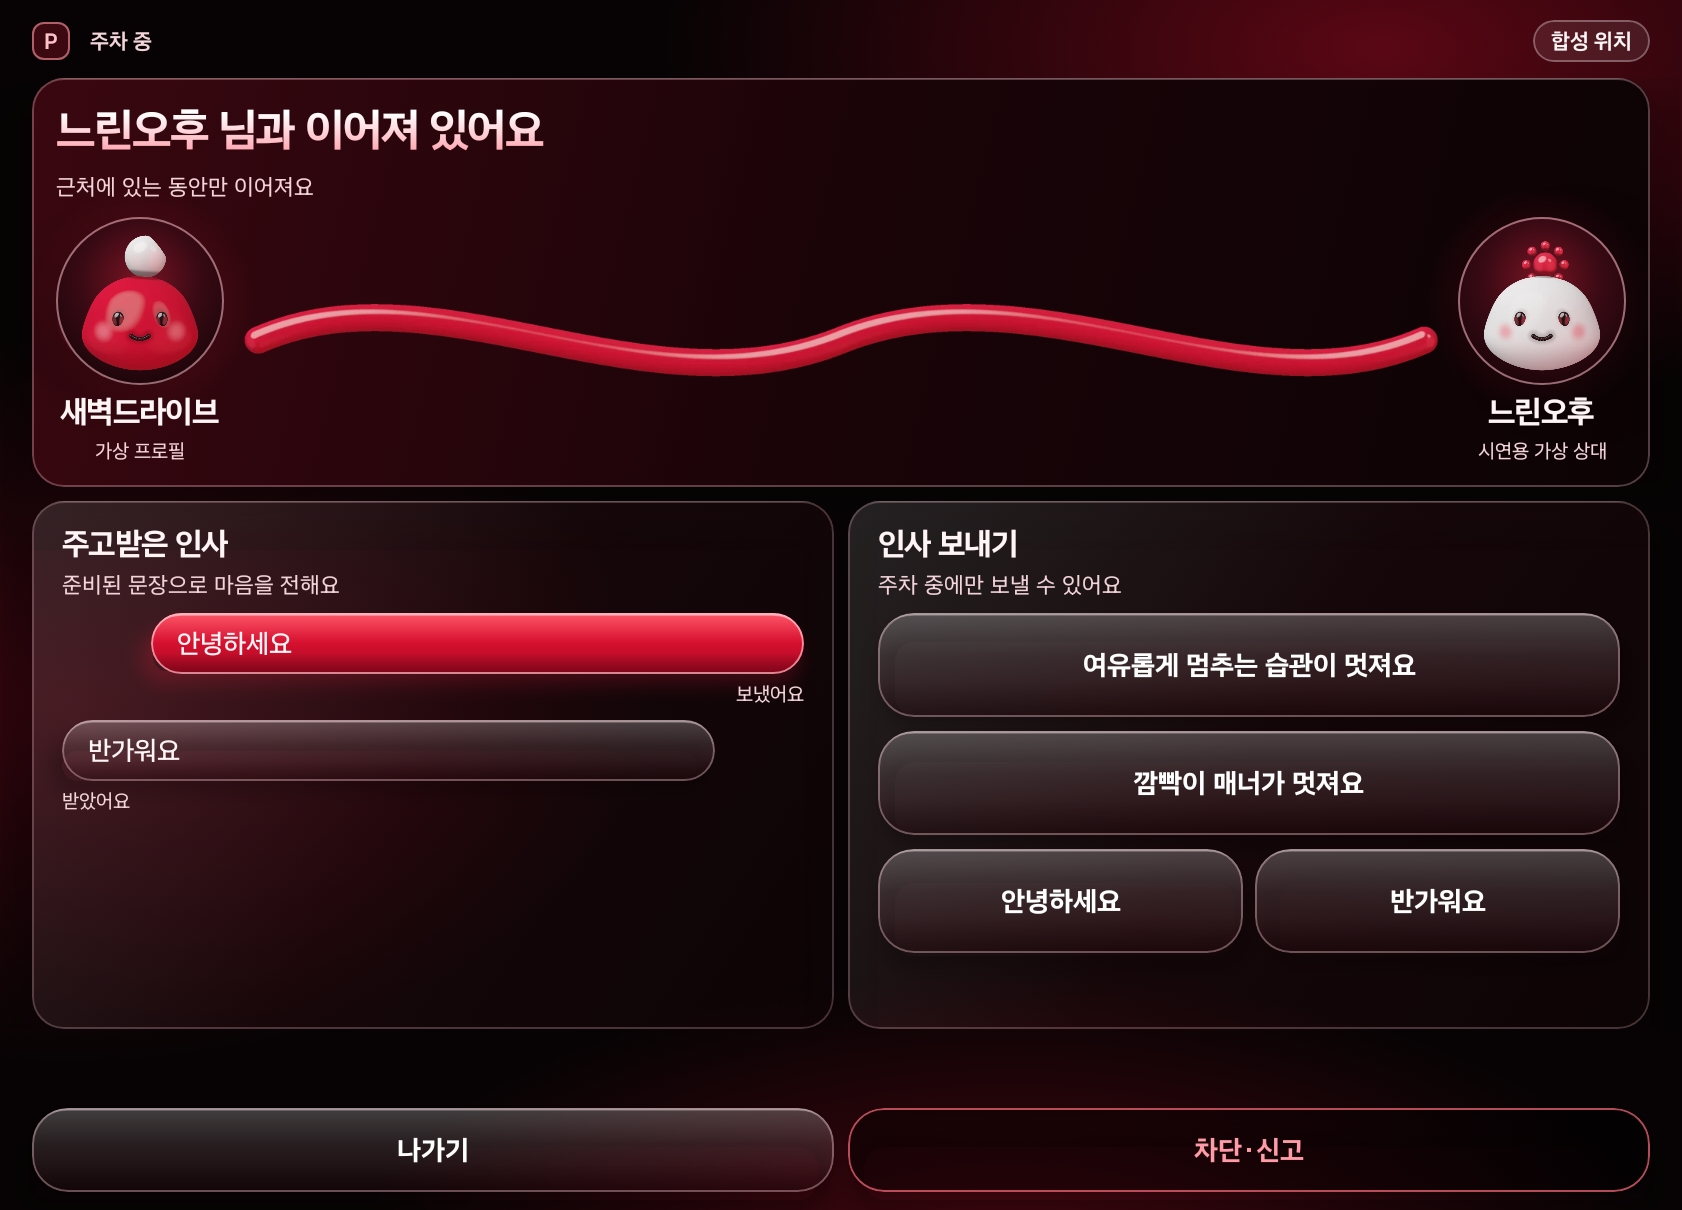 P 주차 중
합성 위치
느린오후 님과 이어져 있어요
근처에 있는 동안만 이어져요
새벽드라이브
가상 프로필
느린오후
시연용 가상 상대
주고받은 인사
준비된 문장으로 마음을 전해요
안녕하세요
보냈어요
반가워요
받았어요
인사 보내기
주차 중에만 보낼 수 있어요
여유롭게 멈추는 습관이 멋져요
깜빡이 매너가 멋져요
안녕하세요
반가워요
나가기
차단·신고